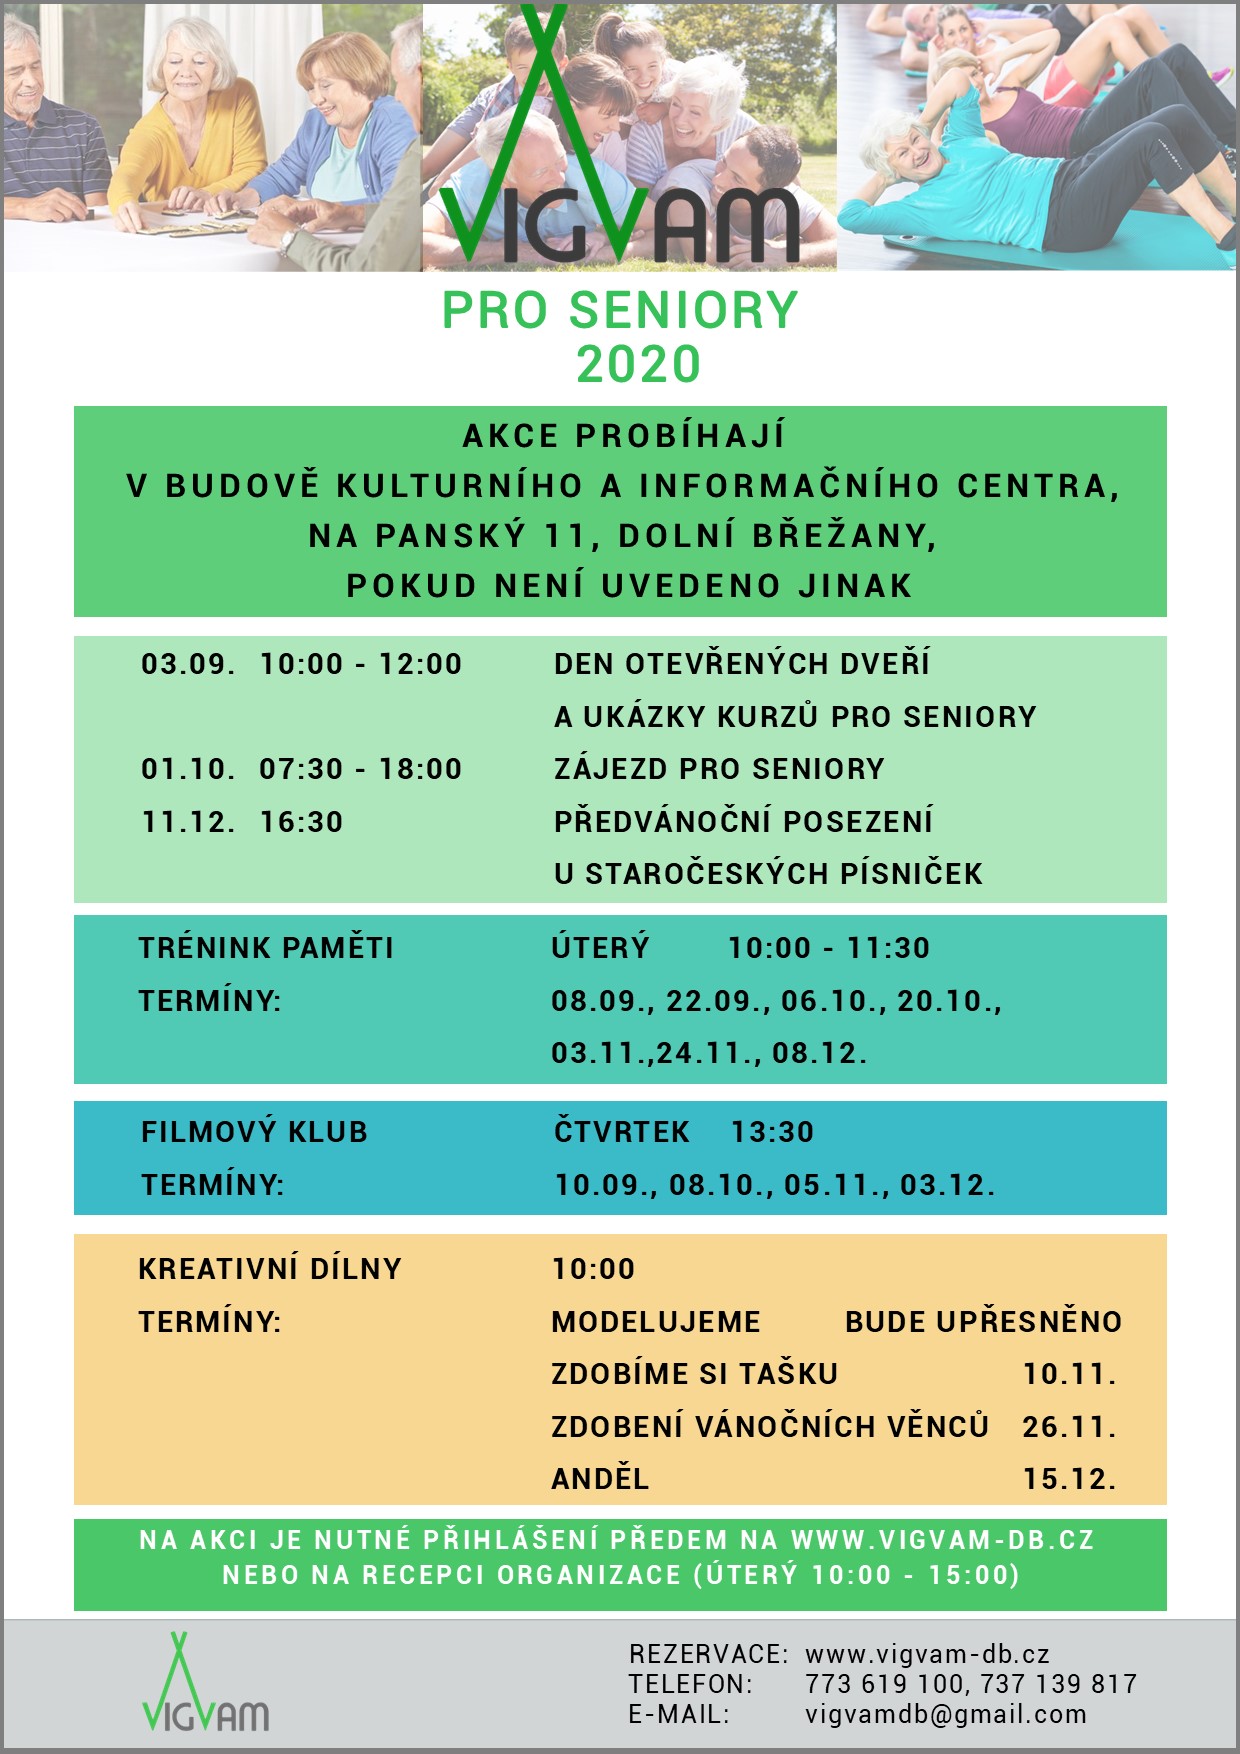 VIGVAM
PRO SENIORY
2020
AKCE PROBÍHAJÍ
V BUDOVĚ KULTURNÍHO A INFORMAČNÍHO CENTRA,
NA PANSKÝ 11, DOLNÍ BŘEŽANY,
POKUD NENÍ UVEDENO JINAK
03.09. 10:00 - 12:00 DEN OTEVŘENÝCH DVEŘÍ
A UKÁZKY KURZŮ PRO SENIORY
01.10. 07:30 - 18:00 ZÁJEZD PRO SENIORY
11.12. 16:30 PŘEDVÁNOČNÍ POSEZENÍ
U STAROČESKÝCH PÍSNIČEK
TRÉNINK PAMĚTI ÚTERÝ 10:00 - 11:30
TERMÍNY: 08.09., 22.09., 06.10., 20.10.,
03.11.,24.11., 08.12.
FILMOVÝ KLUB ČTVRTEK 13:30
TERMÍNY: 10.09., 08.10., 05.11., 03.12.
KREATIVNÍ DÍLNY 10:00
TERMÍNY: MODELUJEME BUDE UPŘESNĚNO
ZDOBÍME SI TAŠKU 10.11.
ZDOBENÍ VÁNOČNÍCH VĚNCŮ 26.11.
ANDĚL 15.12.
NA AKCI JE NUTNÉ PŘIHLÁŠENÍ PŘEDEM NA WWW.VIGVAM-DB.CZ
NEBO NA RECEPCI ORGANIZACE (ÚTERÝ 10:00 - 15:00)
VIGVAM
REZERVACE: www.vigvam-db.cz
TELEFON: 773 619 100, 737 139 817
E-MAIL: vigvamdb@gmail.com